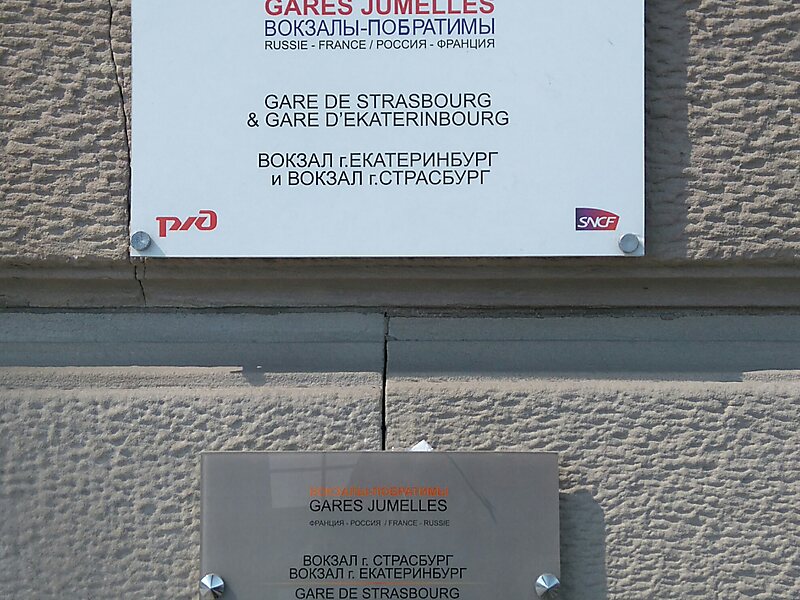 GARES JUMELLES
ВОКЗАЛЫ-ПОБРАТИМЫ
RUSSIE - FRANCE / РОССИЯ - ФРАНЦИЯ
GARE DE STRASBOURG
& GARE D'EKATERINBOURG
ВОКЗАЛ г.ЕКАТЕРИНБУРГ
и ВОКЗАЛ г.СТРАСБУРГ
ржд
SNCF
ВОКЗАЛЫ-ПОБРАТИМЫ
GARES JUMELLES
ФРАНЦИЯ - РОССИЯ / FRANCE - RUSSIE
ВОКЗАЛ г. СТРАСБУРГ
ВОКЗАЛ г. ЕКАТЕРИНБУРГ
GARE DE STRASBOURG